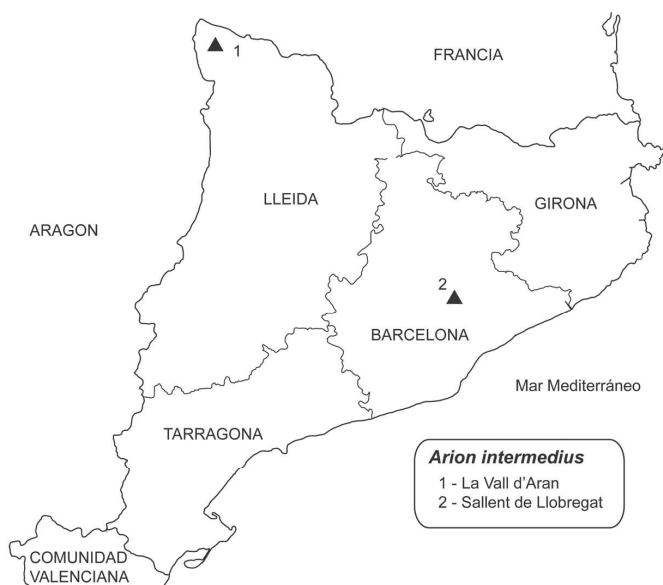 1
FRANCIA
LLEIDA
GIRONA
ARAGON
2
BARCELONA
Mar Mediterráneo
TARRAGONA
Arion intermedius
1 - La Vall d'Aran
2 - Sallent de Llobregat
COMUNIDAD
VALENCIANA